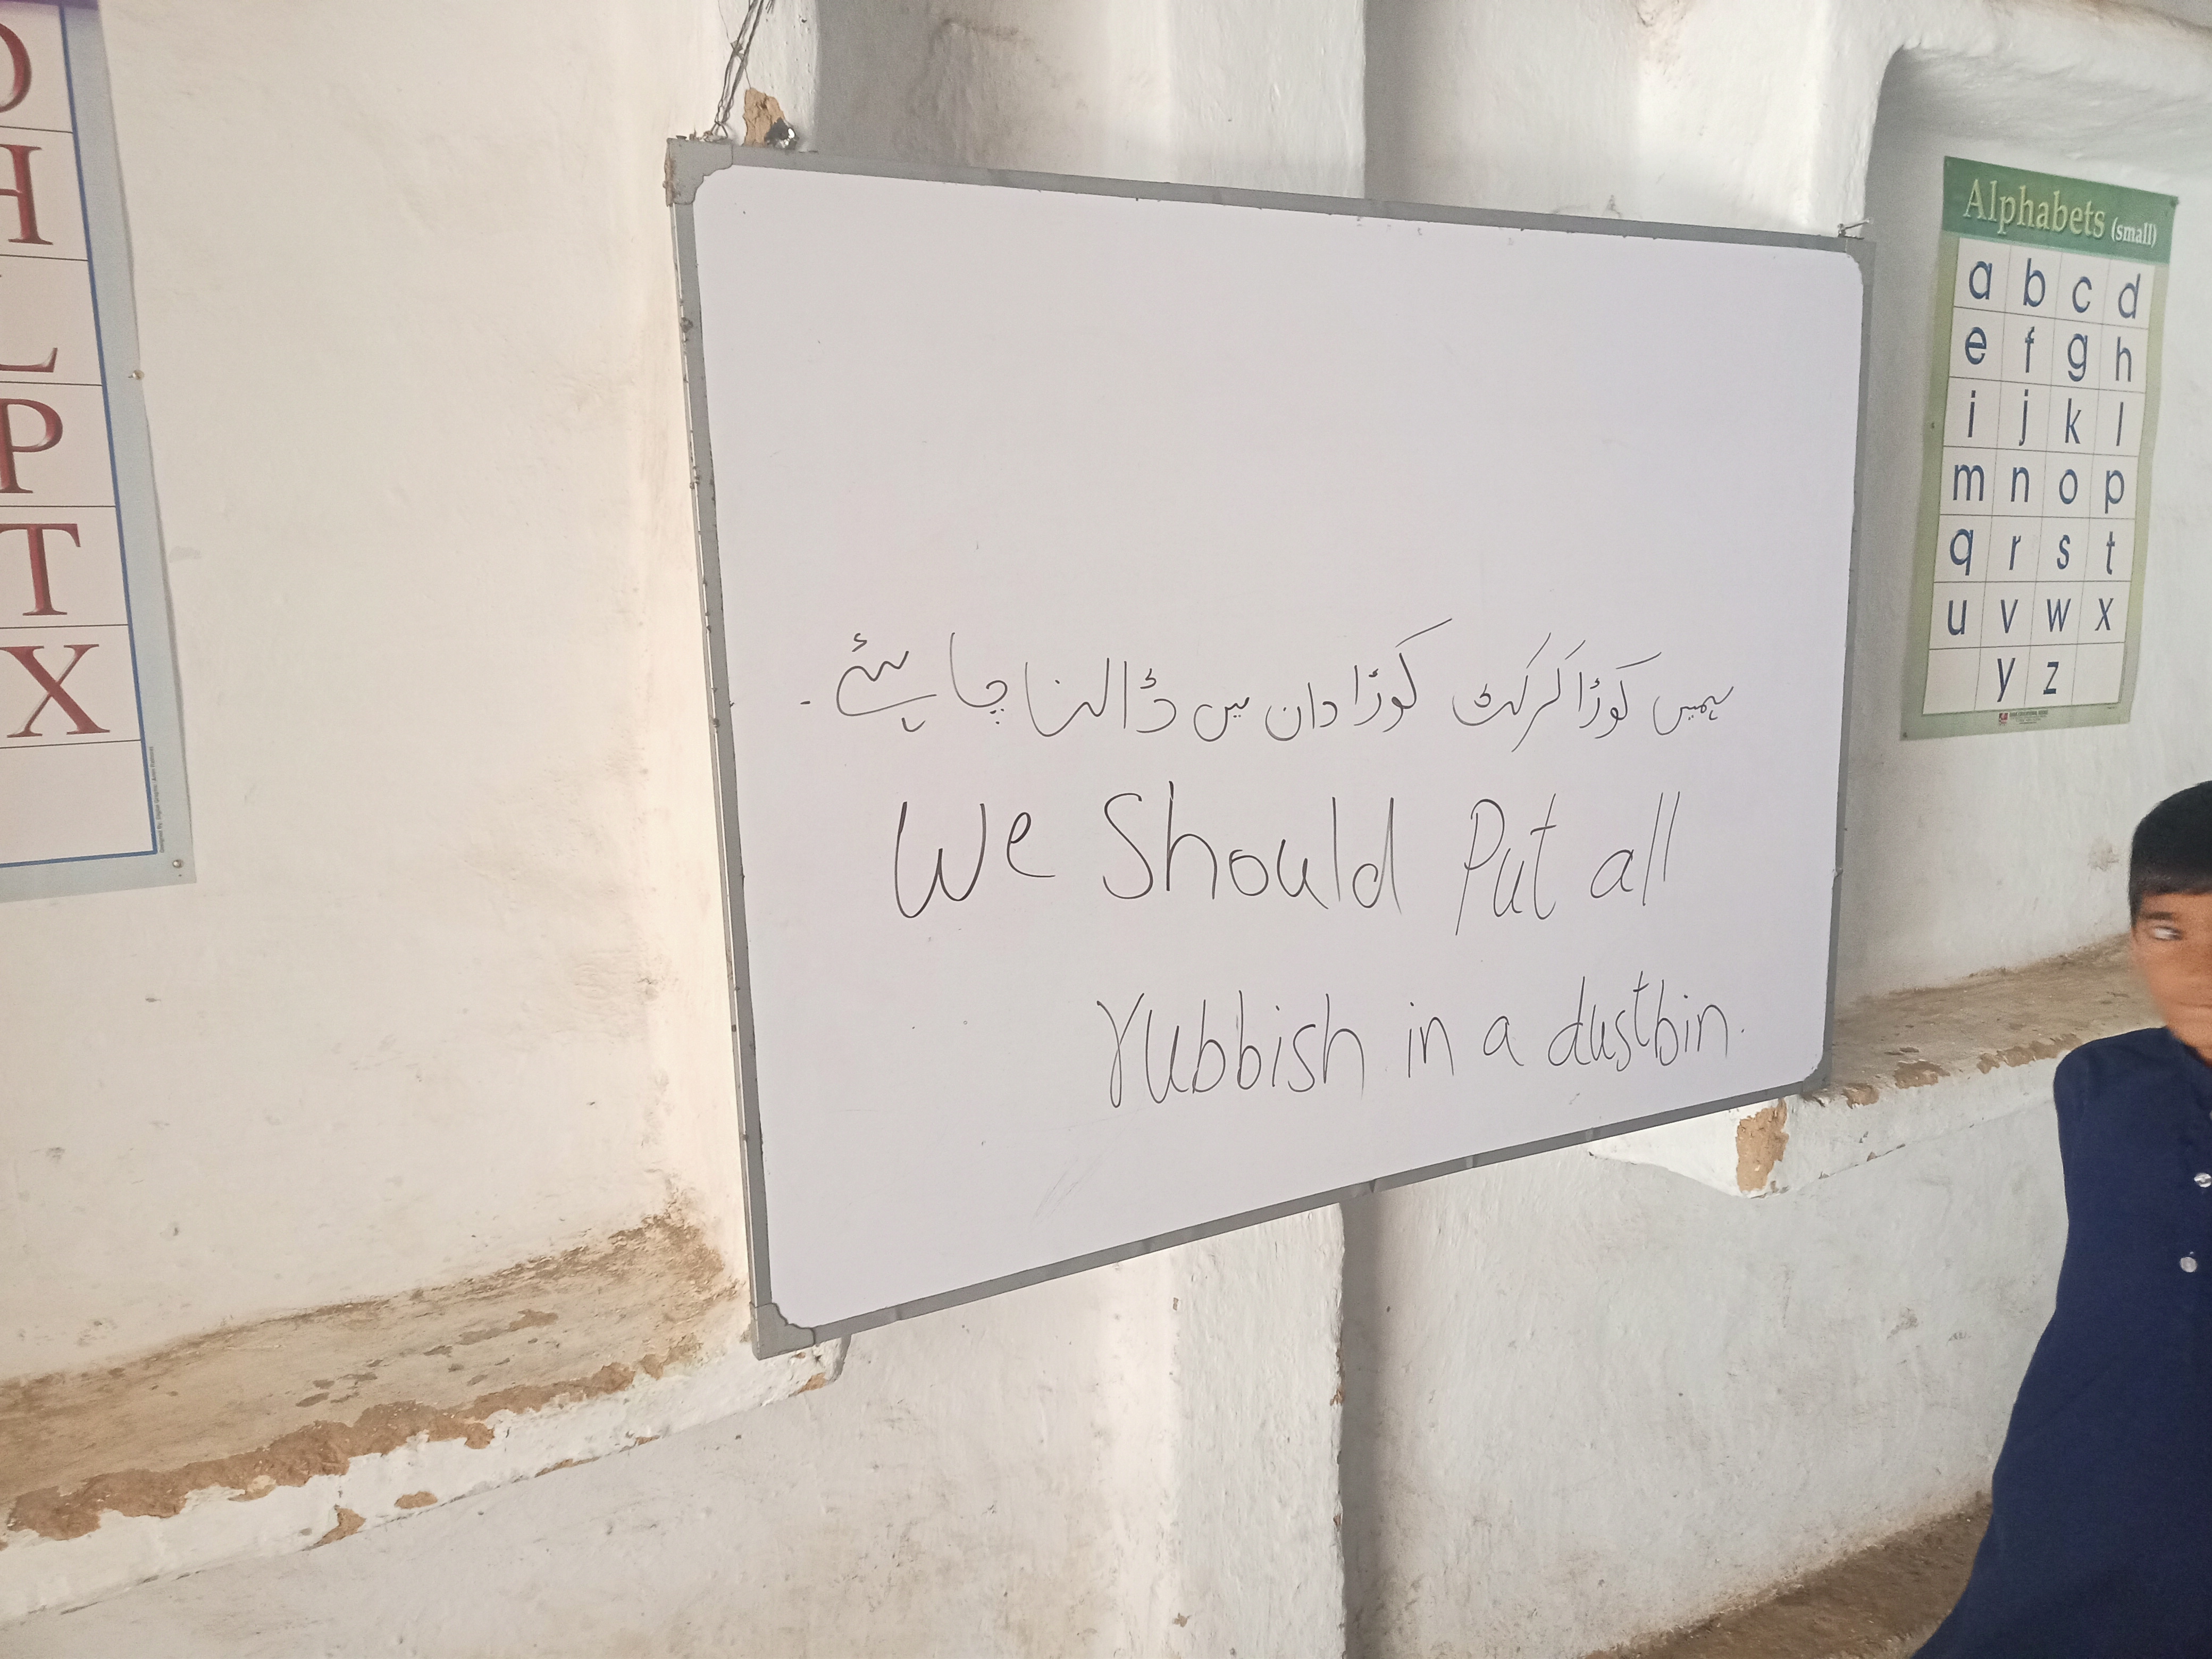 ہمیں کوڑا کرکٹ کوڑا دان میں ڈالنا چاہیئے۔
We Should Put all
rubbish in a dustbin.
Alphabets (small)
a b c d
e f g h
i j k l
m n o p
q r s t
u v w x
y z
H
L
P
T
X